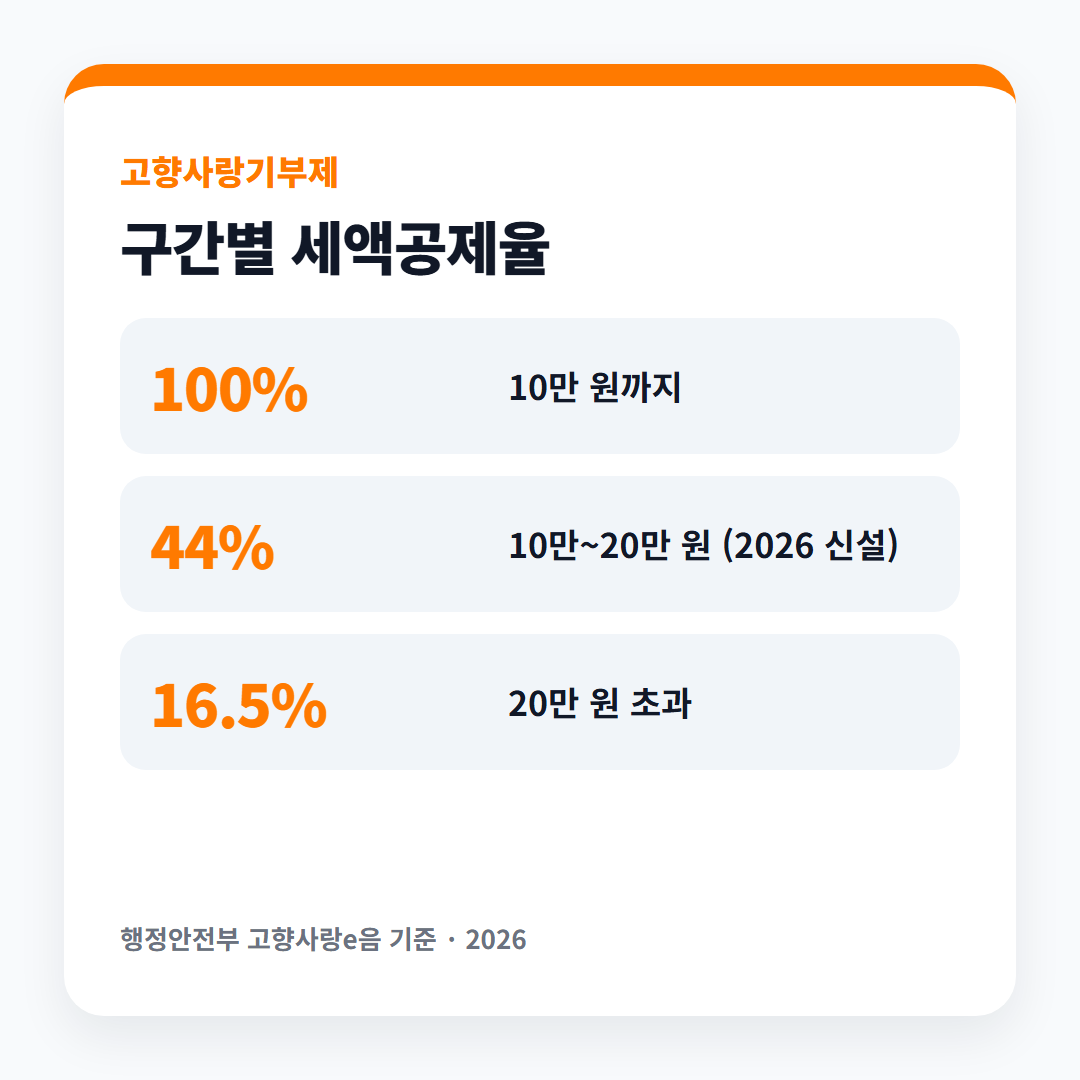 고향사랑기부제
구간별 세액공제율
100% 10만 원까지
44% 10만~20만 원 (2026 신설)
16.5% 20만 원 초과
행정안전부 고향사랑e음 기준 · 2026